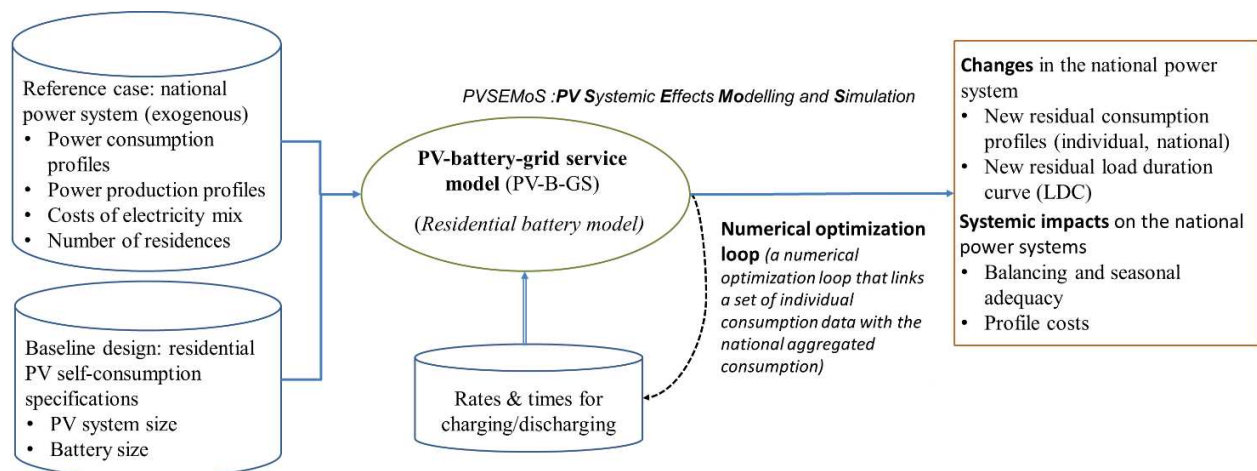 Reference case: national
power system (exogenous)
• Power consumption
profiles
• Power production profiles
• Costs of electricity mix
• Number of residences
Baseline design: residential
PV self-consumption
specifications
• PV system size
• Battery size
PVSEMoS :PV Systemic Effects Modelling and Simulation
PV-battery-grid service
model (PV-B-GS)
(Residential battery model)
Numerical optimization
loop (a numerical
optimization loop that links
a set of individual
consumption data with the
national aggregated
consumption)
Rates & times for
charging/discharging
Changes in the national power
system
• New residual consumption
profiles (individual, national)
• New residual load duration
curve (LDC)
Systemic impacts on the national
power systems
• Balancing and seasonal
adequacy
• Profile costs